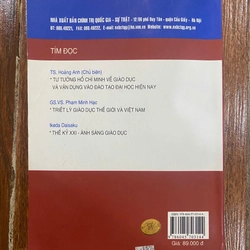 NHÀ XUẤT BẢN CHÍNH TRỊ QUỐC GIA - SỰ THẬT
TÌM ĐỌC
TS. Hoàng Anh (Chủ biên)
* TƯ TƯỞNG HỒ CHÍ MINH VỀ GIÁO DỤC
VÀ VẬN DỤNG VÀO ĐÀO TẠO ĐẠI HỌC HIỆN NAY
GS.VS. Phạm Minh Hạc
* TRIẾT LÝ GIÁO DỤC THẾ GIỚI VÀ VIỆT NAM
Ikeda Daisaku
* THẾ KỶ XXI - ÁNH SÁNG GIÁO DỤC
Giá: 89.000 đ